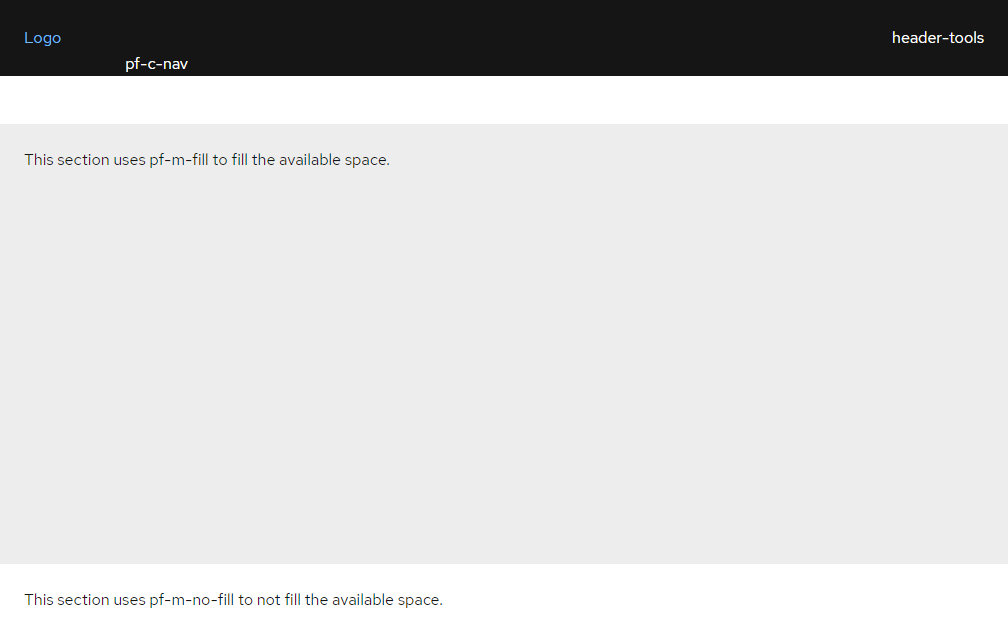 Logo
header-tools
pf-c-nav
This section uses pf-m-fill to fill the available space.
This section uses pf-m-no-fill to not fill the available space.